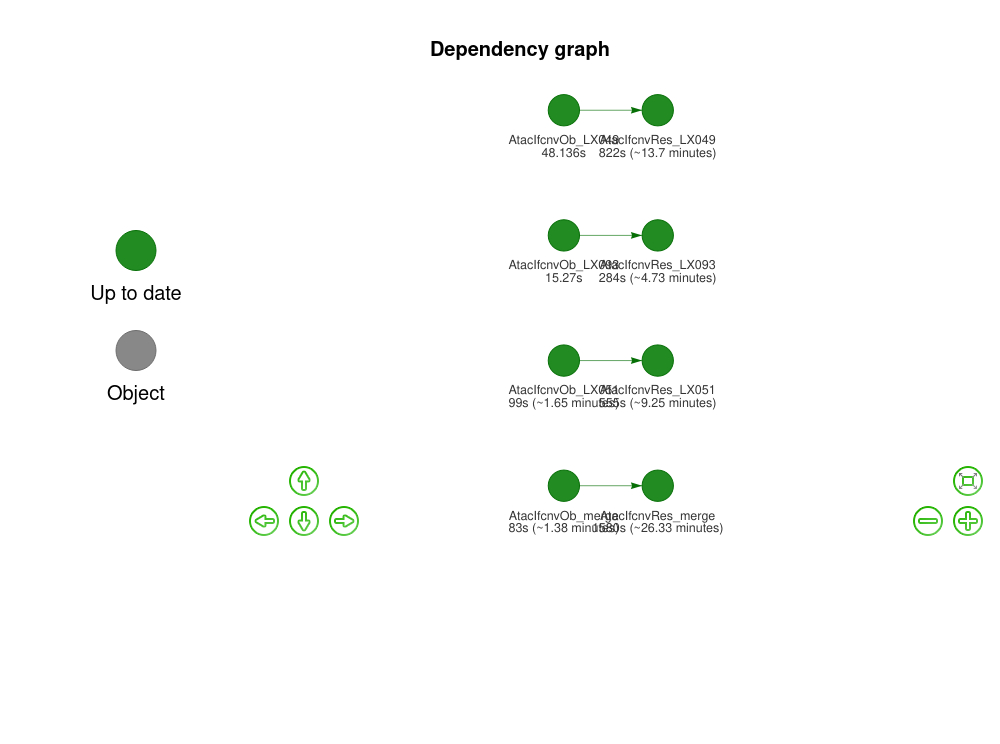 Dependency graph
AtacIfcnvOb_LX049
48.136s
AtacIfcnvRes_LX049
822s (~13.7 minutes)
AtacIfcnvOb_LX093
15.27s
AtacIfcnvRes_LX093
284s (~4.73 minutes)
Up to date
Object
AtacIfcnvOb_LX051
99s (~1.65 minutes)
AtacIfcnvRes_LX051
555s (~9.25 minutes)
AtacIfcnvOb_merge
83s (~1.38 minutes)
AtacIfcnvRes_merge
1580s (~26.33 minutes)